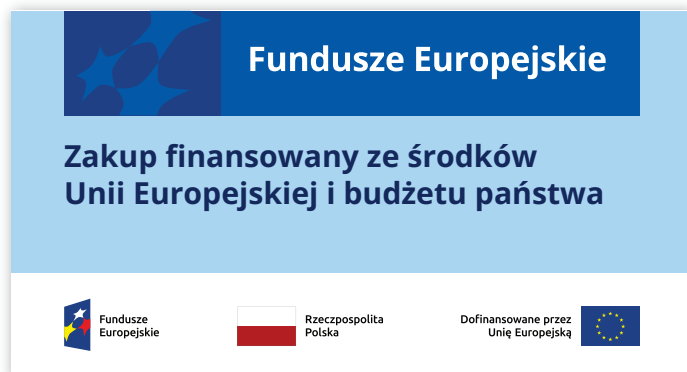 Fundusze Europejskie
Zakup finansowany ze środków
Unii Europejskiej i budżetu państwa
Fundusze
Europejskie
Rzeczpospolita
Polska
Dofinansowane przez
Unię Europejską